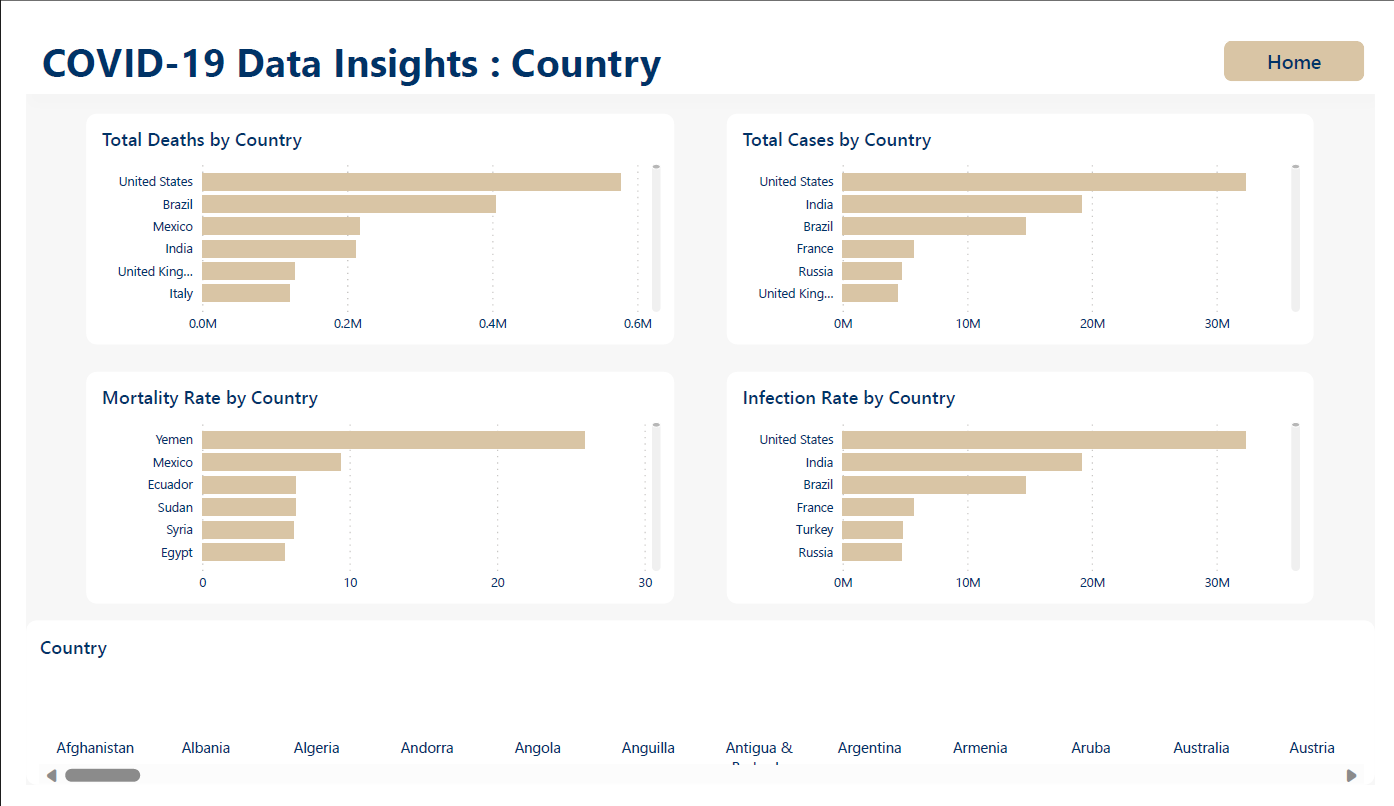 COVID-19 Data Insights : Country
Home
Total Deaths by Country
United States
Brazil
Mexico
India
United King...
Italy
0.0M 0.2M 0.4M 0.6M
Total Cases by Country
United States
India
Brazil
France
Russia
United King...
0M 10M 20M 30M
Mortality Rate by Country
Yemen
Mexico
Ecuador
Sudan
Syria
Egypt
0 10 20 30
Infection Rate by Country
United States
India
Brazil
France
Turkey
Russia
0M 10M 20M 30M
Country
Afghanistan Albania Algeria Andorra Angola Anguilla Antigua & Argentina Armenia Aruba Australia Austria